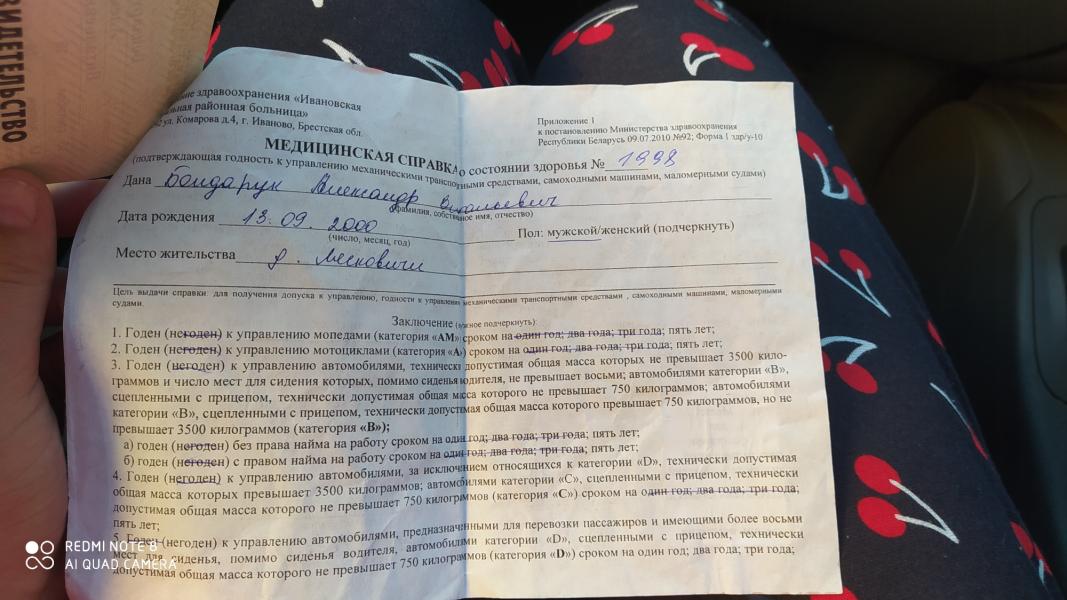 ВИДЕТЕЛЬСТВО
здравоохранения «Ивановская
районная больница»
ул. Комарова д.4, г. Иваново, Брестская обл.
Приложение 1
к постановлению Министерства здравоохранения
Республики Беларусь 09.07.2010 №92; Форма 1 здр/у-10
МЕДИЦИНСКАЯ СПРАВКА о состоянии здоровья № 1998
(подтверждающая годность к управлению механическими транспортными средствами, самоходными машинами, маломерными судами)
Дана Бондарук Александр
(фамилия, собственное имя, отчество)
Дата рождения 13.09.2000 Пол: мужской/женский (подчеркнуть)
(число, месяц, год)
Место жительства д. Лясковичи
Цель выдачи справки: для получения допуска к управлению, годности к управлению механическими транспортными средствами , самоходными машинами, маломерными
судами.
Заключение (нужное подчеркнуть):
1. Годен (негоден) к управлению мопедами (категория «АМ») сроком на один год; два года; три года; пять лет;
2. Годен (негоден) к управлению мотоциклами (категория «А») сроком на один год; два года; три года; пять лет;
3. Годен (негоден) к управлению автомобилями, технически допустимая общая масса которых не превышает 3500 кило-
граммов и число мест для сидения которых, помимо сиденья водителя, не превышает восьми; автомобилями категории «В»,
сцепленными с прицепом, технически допустимая общая масса которого не превышает 750 килограммов; автомобилями
категории «В», сцепленными с прицепом, технически допустимая общая масса которого превышает 750 килограммов, но не
превышает 3500 килограммов (категория «В»);
а) годен (негоден) без права найма на работу сроком на один год; два года; три года; пять лет;
б) годен (негоден) с правом найма на работу сроком на один год; два года; три года; пять лет;
4. Годен (негоден) к управлению автомобилями, за исключением относящихся к категории «D», технически допустимая
общая масса которых превышает 3500 килограммов; автомобилями категории «С», сцепленными с прицепом, технически
допустимая общая масса которого не превышает 750 килограммов (категория «С») сроком на один год; два года; три года;
пять лет;
5. Годен (негоден) к управлению автомобилями, предназначенными для перевозки пассажиров и имеющими более восьми
мест для сиденья, помимо сиденья водителя, автомобилями категории «D», сцепленными с прицепом, технически
допустимая общая масса которого не превышает 750 килограммов (категория «D») сроком на один год; два года; три года;
REDMI NOTE 8
AI QUAD CAMERA